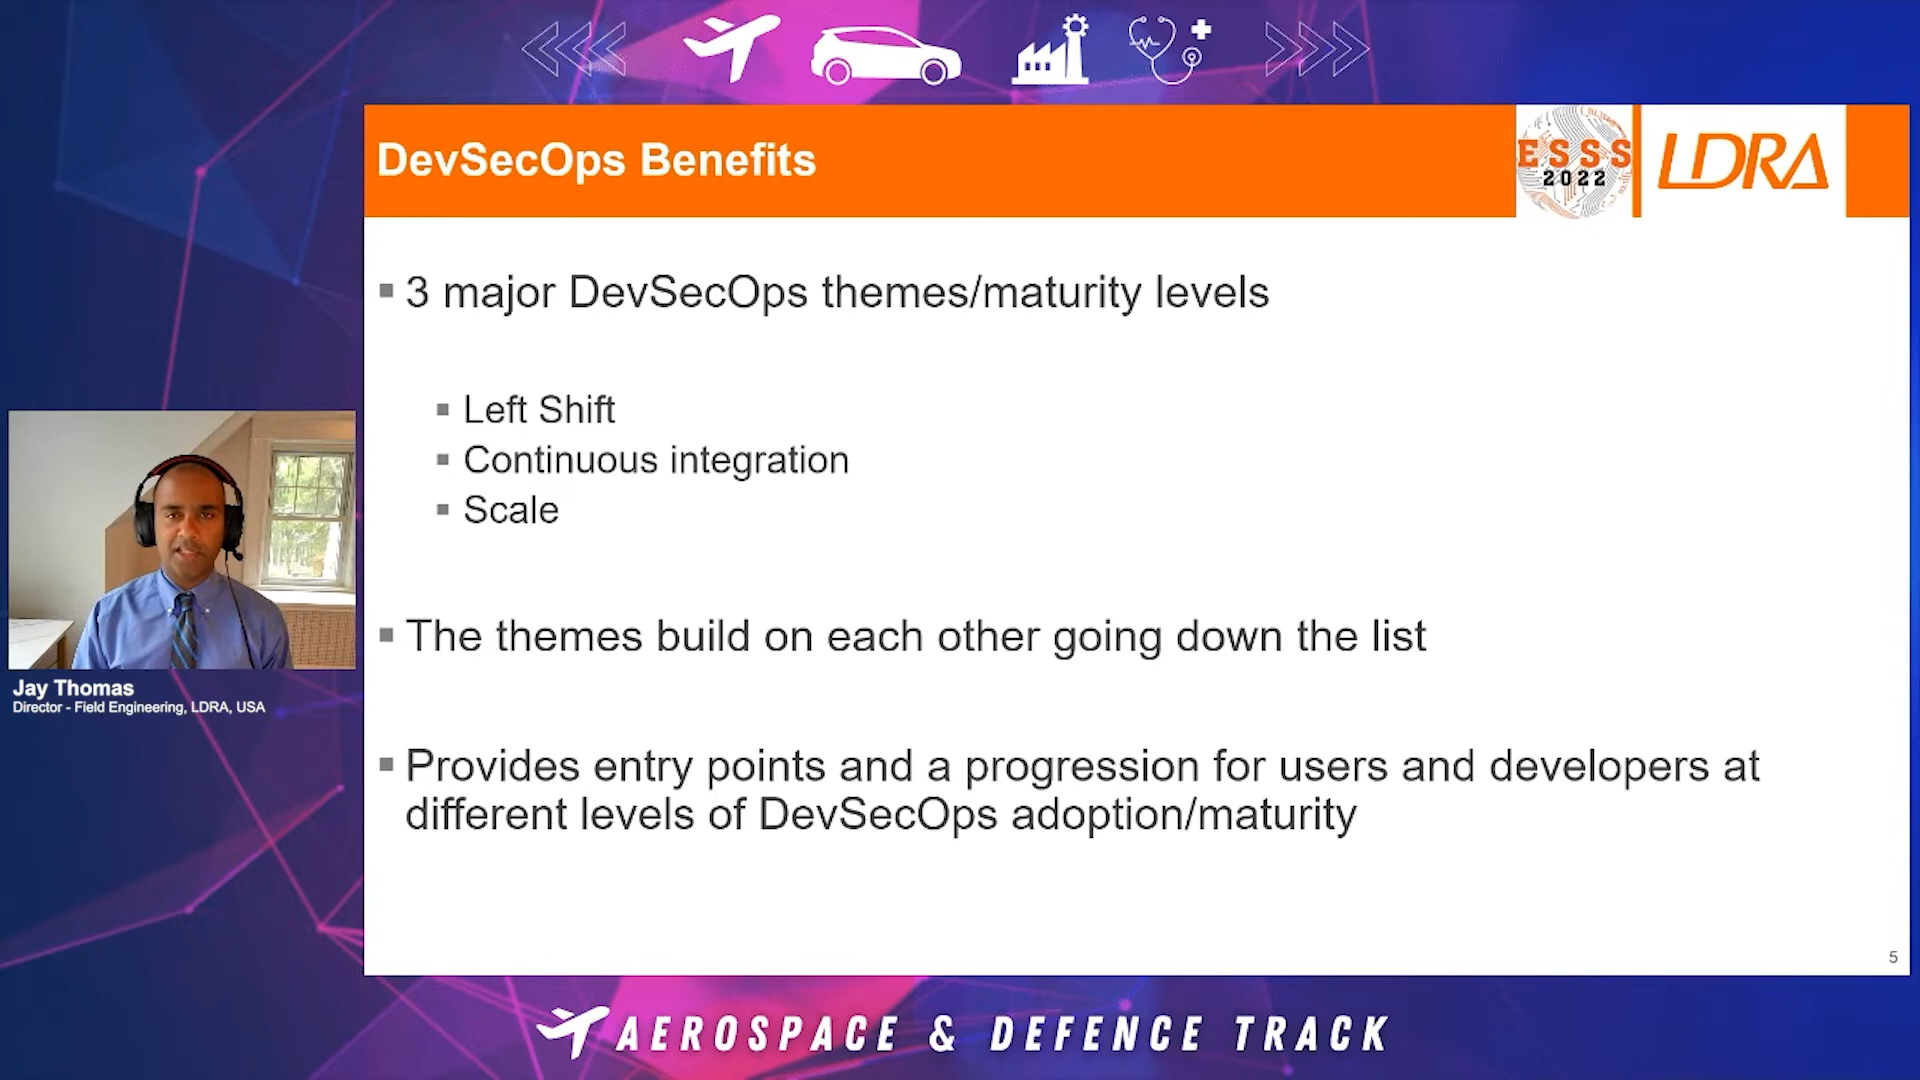 DevSecOps Benefits
ESSS
2022
LDRA
3 major DevSecOps themes/maturity levels
Left Shift
Continuous integration
Scale
The themes build on each other going down the list
Provides entry points and a progression for users and developers at
different levels of DevSecOps adoption/maturity
Jay Thomas
Director - Field Engineering, LDRA, USA
5
AEROSPACE & DEFENCE TRACK